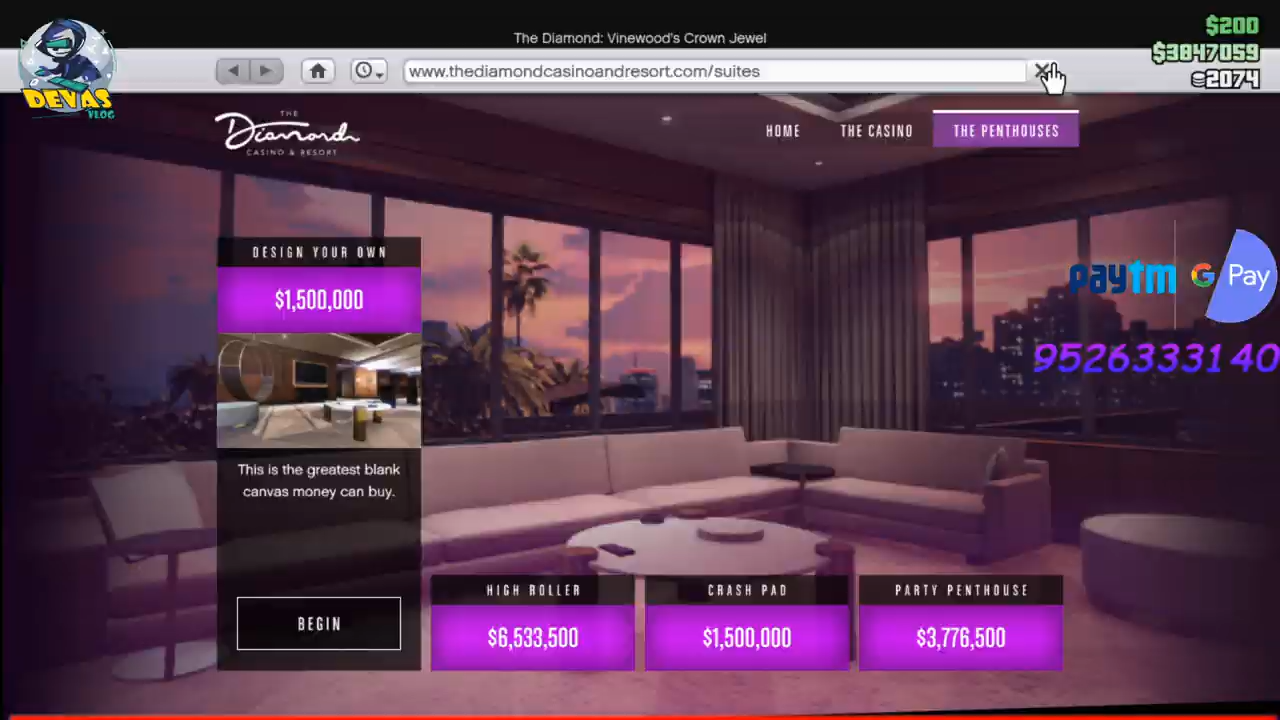 The Diamond: Vinewood's Crown Jewel
$200
$3847059
2074
DEVAS
VLOG
www.thediamondcasinoandresort.com/suites
THE
Diamond
CASINO & RESORT
HOME
THE CASINO
THE PENTHOUSES
DESIGN YOUR OWN
$1,500,000
paytm
G Pay
9526333140
This is the greatest blank
canvas money can buy.
BEGIN
HIGH ROLLER
$6,533,500
CRASH PAD
$1,500,000
PARTY PENTHOUSE
$3,776,500